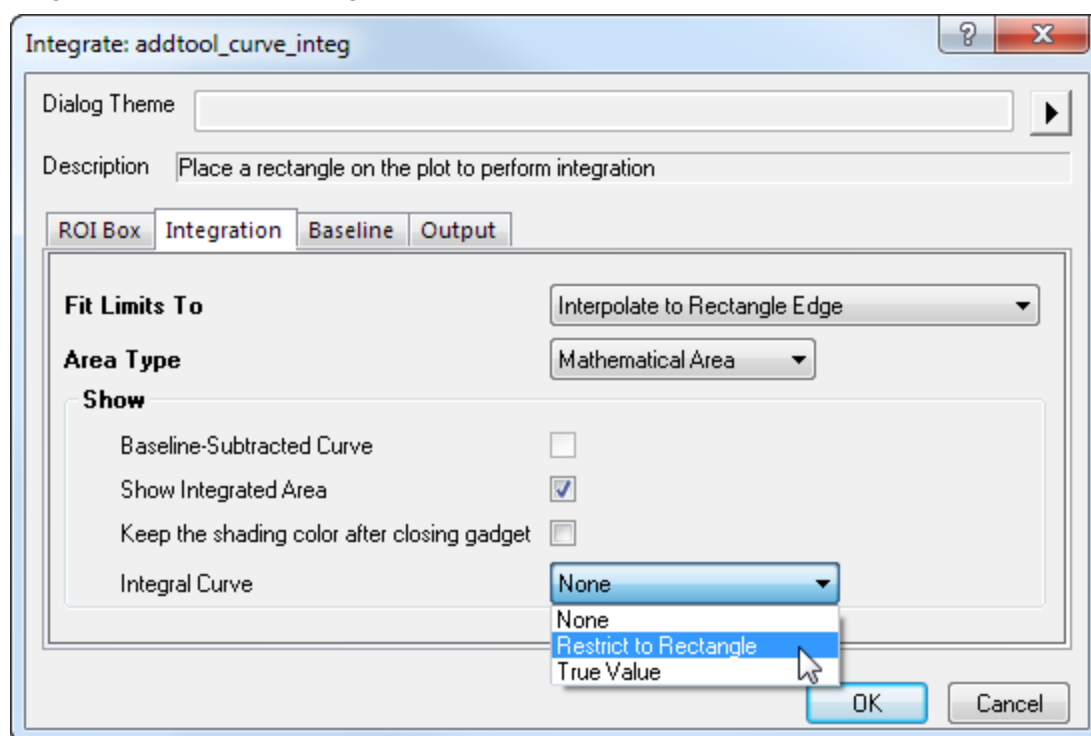 Integrate: addtool_curve_integ
Dialog Theme
Description Place a rectangle on the plot to perform integration
ROI Box Integration Baseline Output
Fit Limits To Interpolate to Rectangle Edge
Area Type Mathematical Area
Show
Baseline-Subtracted Curve
Show Integrated Area
Keep the shading color after closing gadget
Integral Curve None
None
Restrict to Rectangle
True Value
OK Cancel